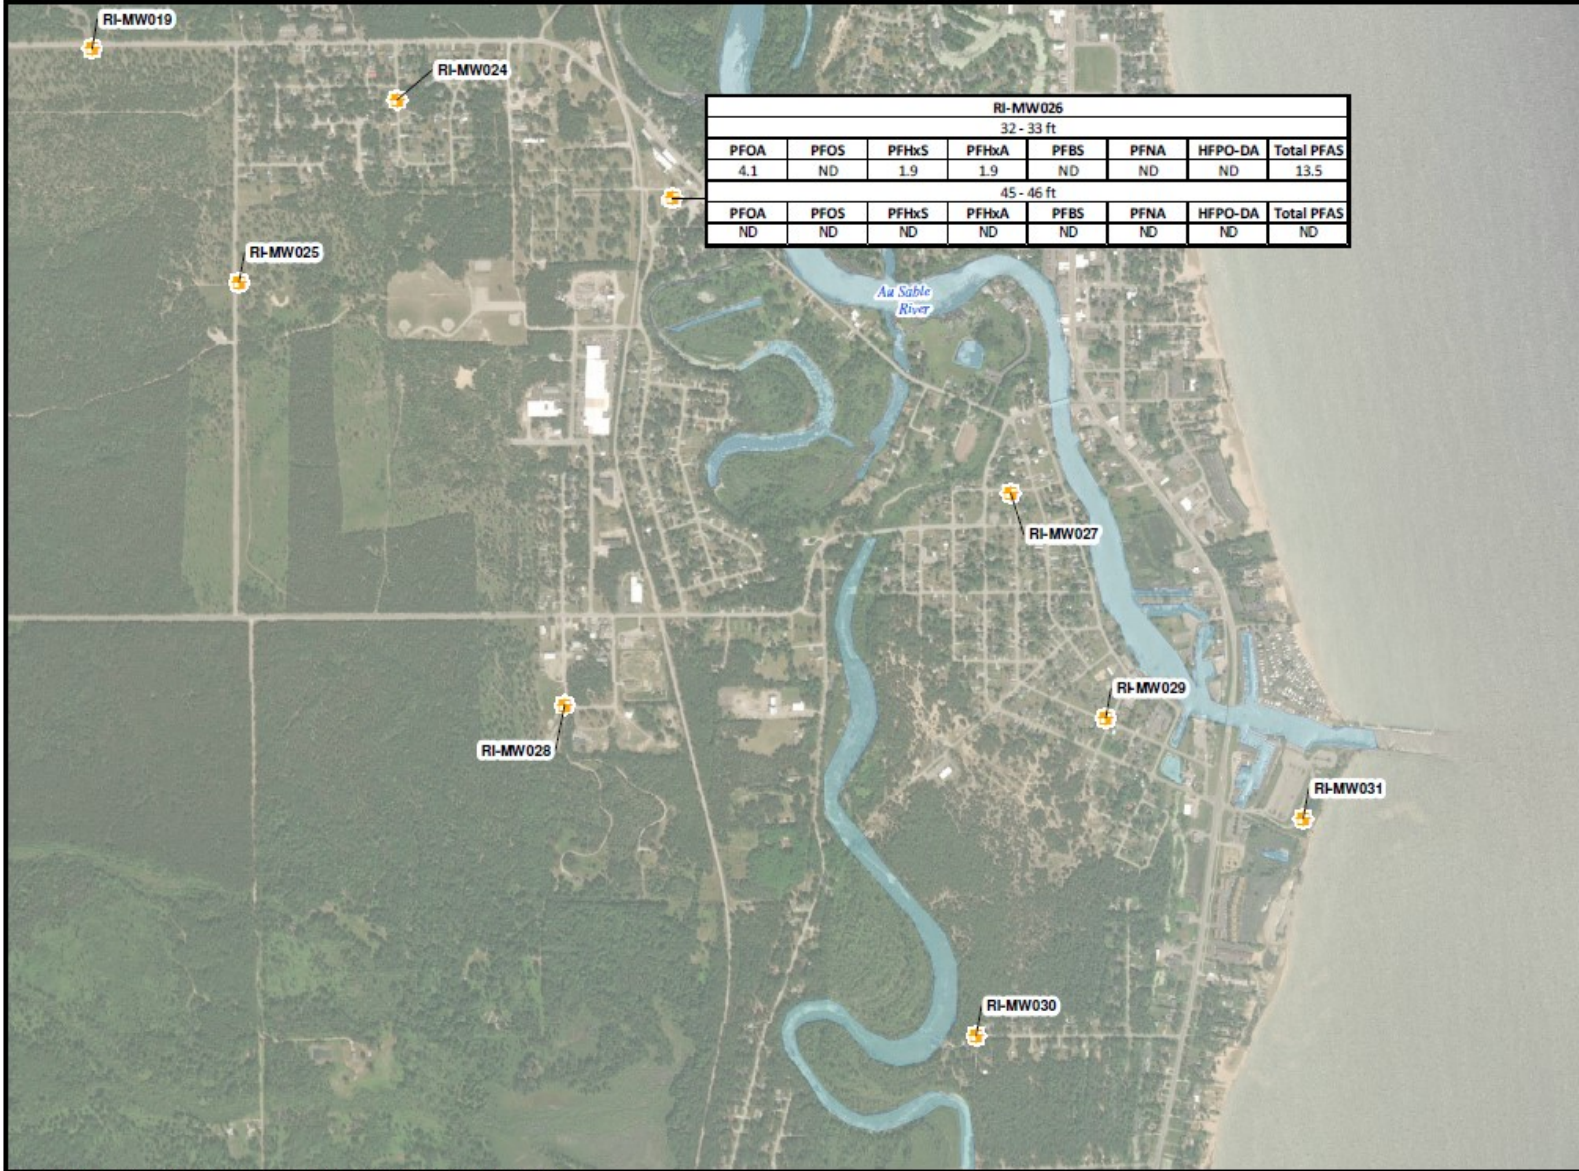 RI-MW019
RI-MW024
RI-MW026
32 - 33 ft
PFOA PFOS PFHxS PFHxA PFBS PFNA HFPO-DA Total PFAS
4.1 ND 1.9 1.9 ND ND ND 13.5
45 - 46 ft
PFOA PFOS PFHxS PFHxA PFBS PFNA HFPO-DA Total PFAS
ND ND ND ND ND ND ND ND
RI-MW025
Au Sable
River
RI-MW027
RI-MW029
RI-MW028
RI-MW031
RI-MW030